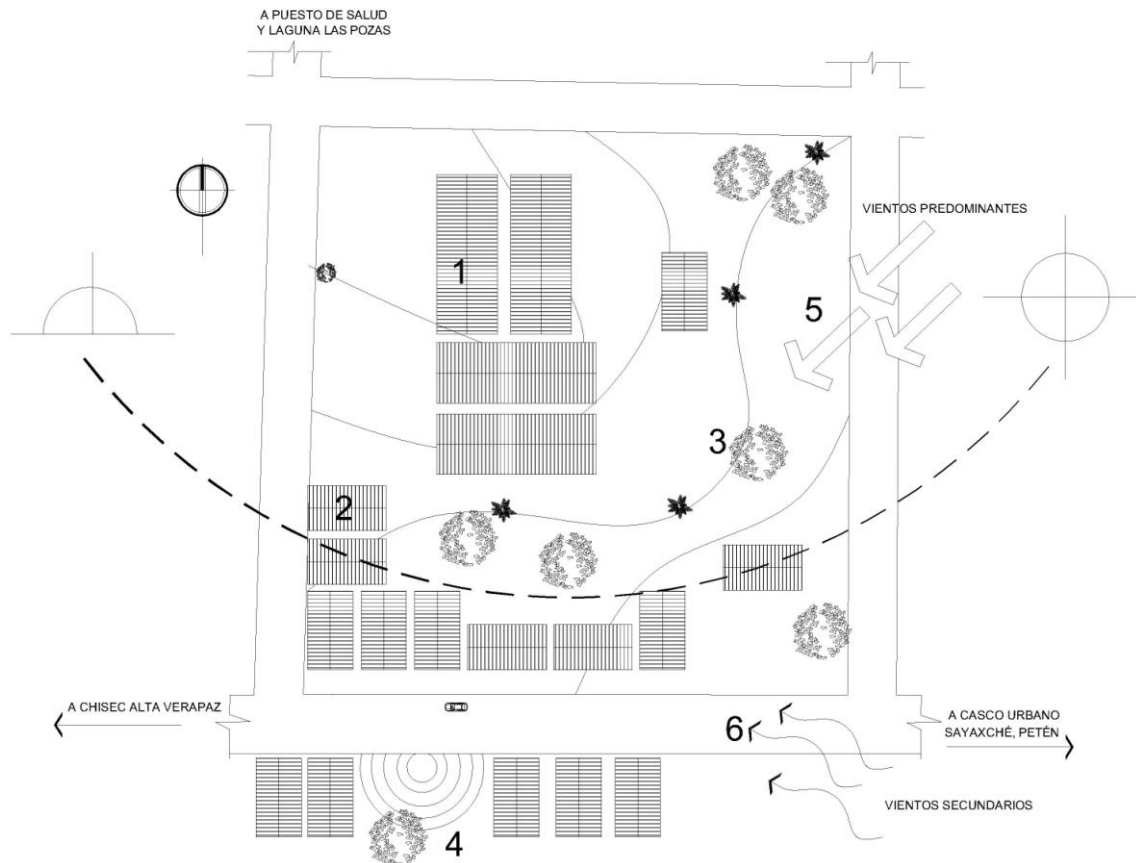 A PUESTO DE SALUD
Y LAGUNA LAS POZAS
VIENTOS PREDOMINANTES
1
5
3
2
A CHISEC ALTA VERAPAZ
6
A CASCO URBANO
SAYAXCHÉ, PETÉN
VIENTOS SECUNDARIOS
4